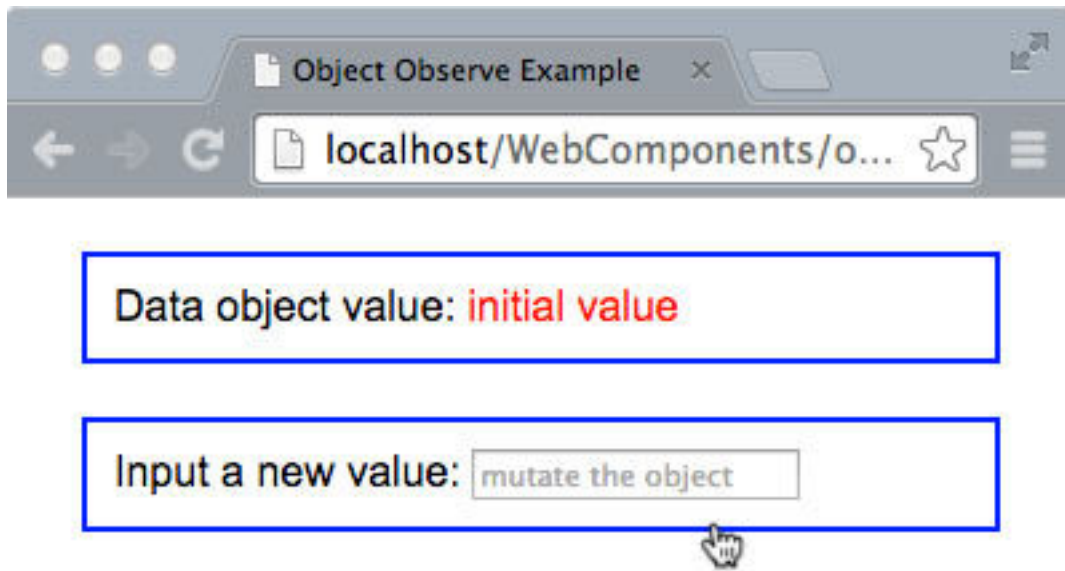 Object Observe Example
localhost/WebComponents/o...
Data object value: initial value
Input a new value: mutate the object